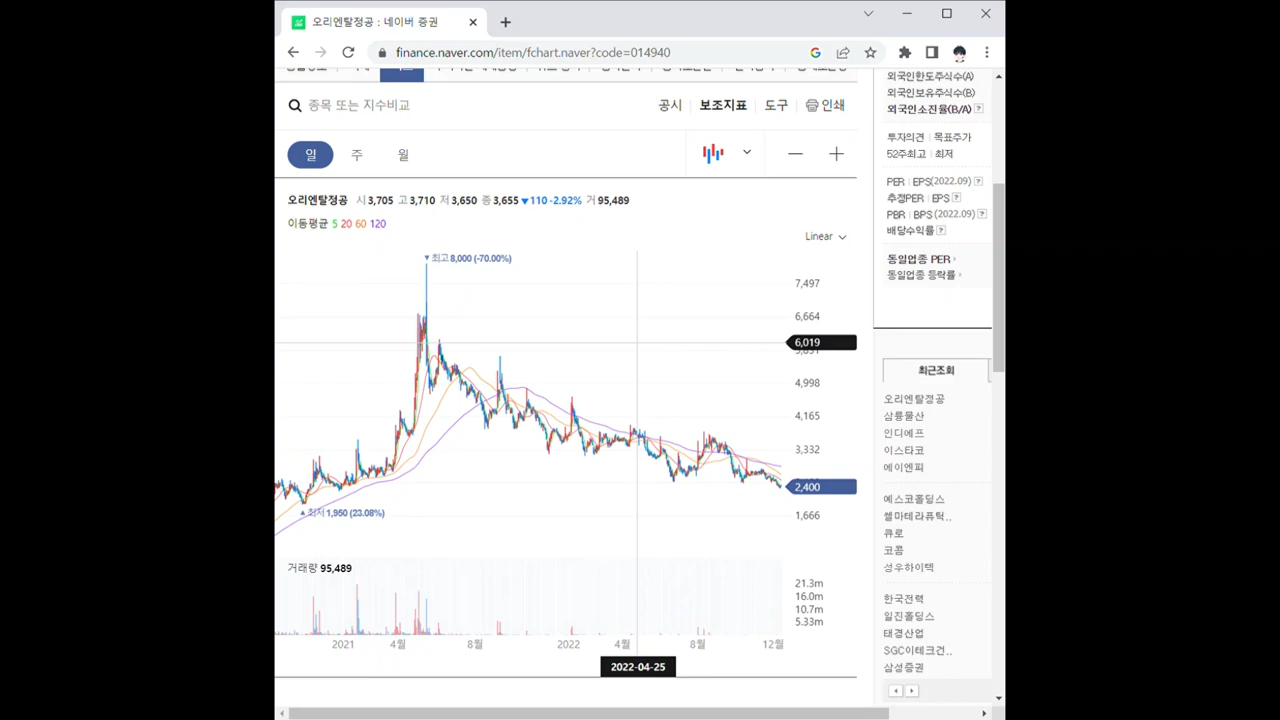 오리엔탈정공 : 네이버 증권
finance.naver.com/item/fchart.naver?code=014940
종목 또는 지수비교
공시 보조지표 도구 인쇄
일 주 월
오리엔탈정공 시 3,705 고 3,710 저 3,650 종 3,655 ▼110 -2.92% 거 95,489
이동평균 5 20 60 120
Linear
▼최고 8,000 (-70.00%)
7,497
6,664
6,019
4,998
4,165
3,332
2,400
1,666
▲최저 1,950 (23.08%)
거래량 95,489
21.3m
16.0m
10.7m
5.33m
2021 4월 8월 2022 4월 8월 12월
2022-04-25
외국인한도주식수(A)
외국인보유주식수(B)
외국인소진율(B/A) ?
투자의견 | 목표주가
52주최고 | 최저
PER | EPS(2022.09) ?
추정PER | EPS ?
PBR | BPS (2022.09) ?
배당수익률 ?
동일업종 PER
동일업종 등락률
최근조회
오리엔탈정공
삼륭물산
인디에프
이스타코
에이엔피
예스코홀딩스
쎌마테라퓨틱..
큐로
코콤
성우하이텍
한국전력
일진홀딩스
태경산업
SGC이테크건..
삼성증권